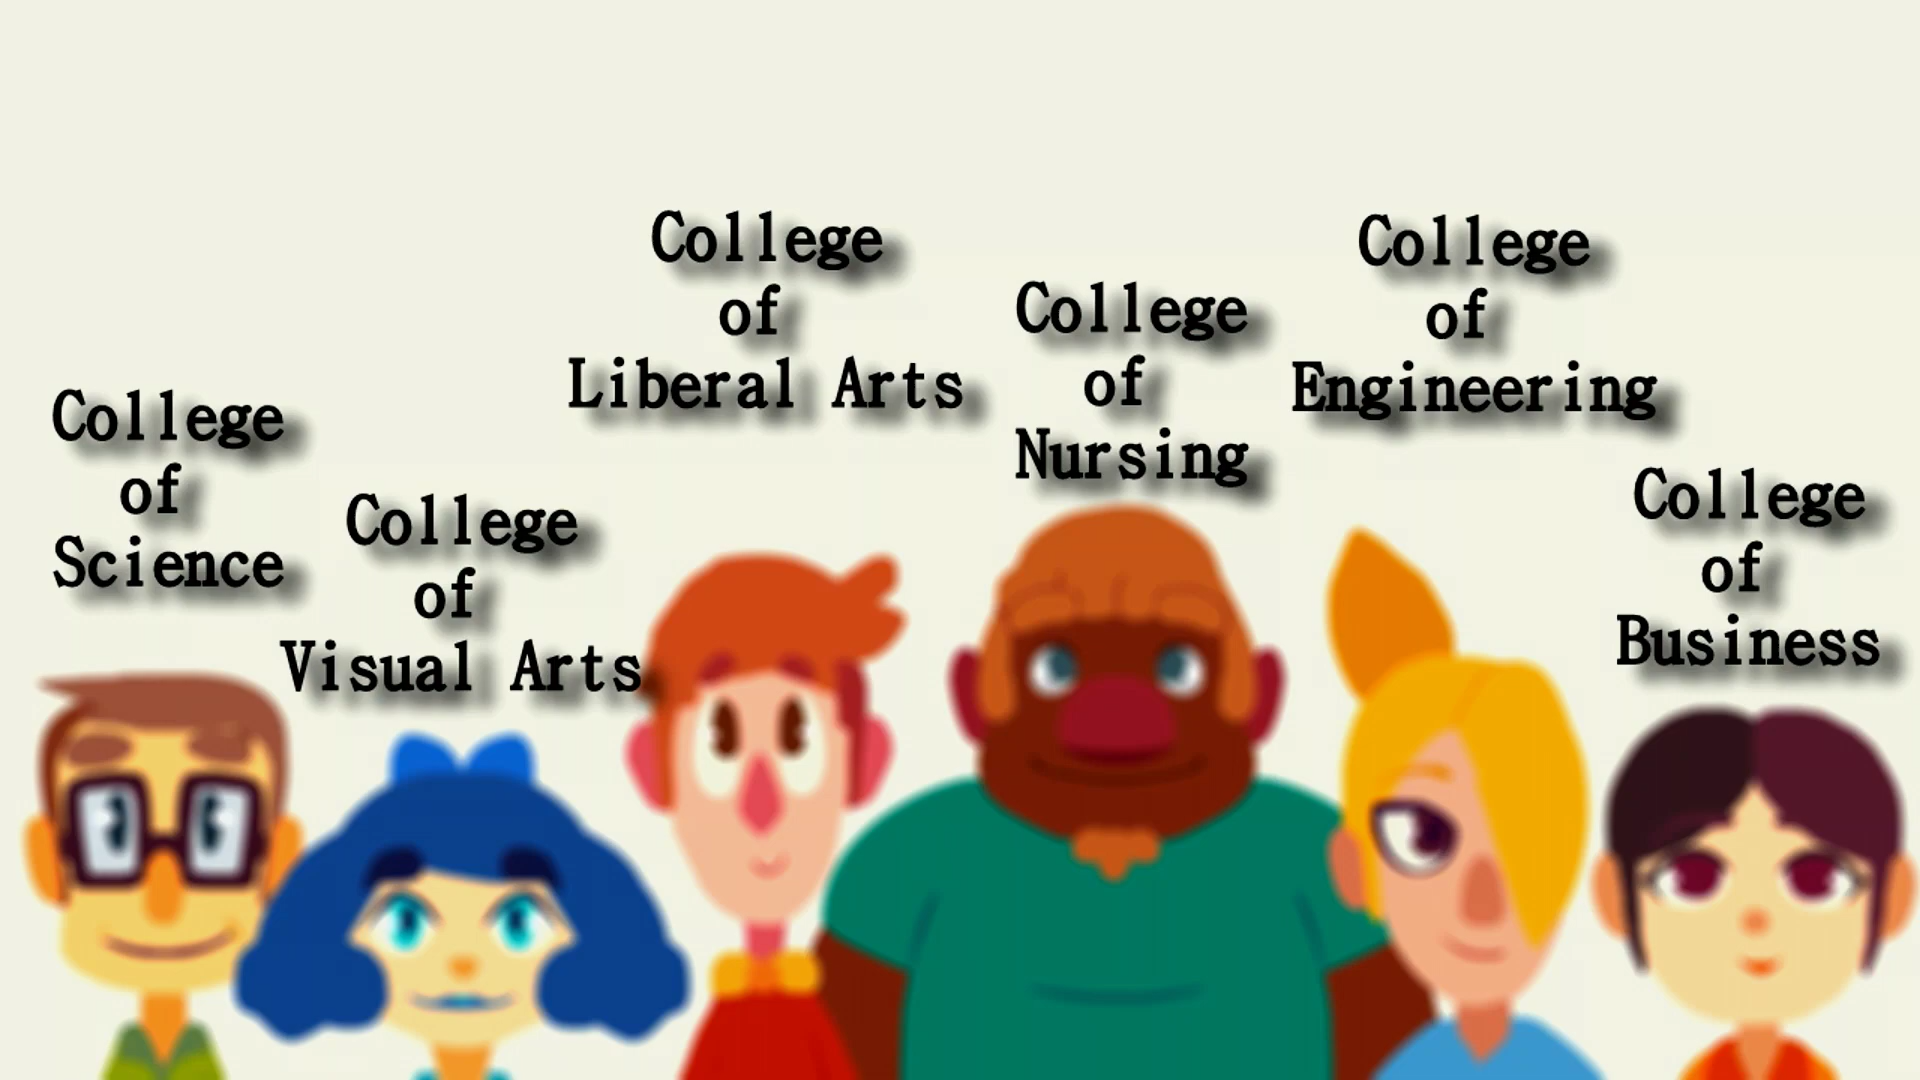 College
of
Science
College
of
Visual Arts
College
of
Liberal Arts
College
of
Nursing
College
of
Engineering
College
of
Business